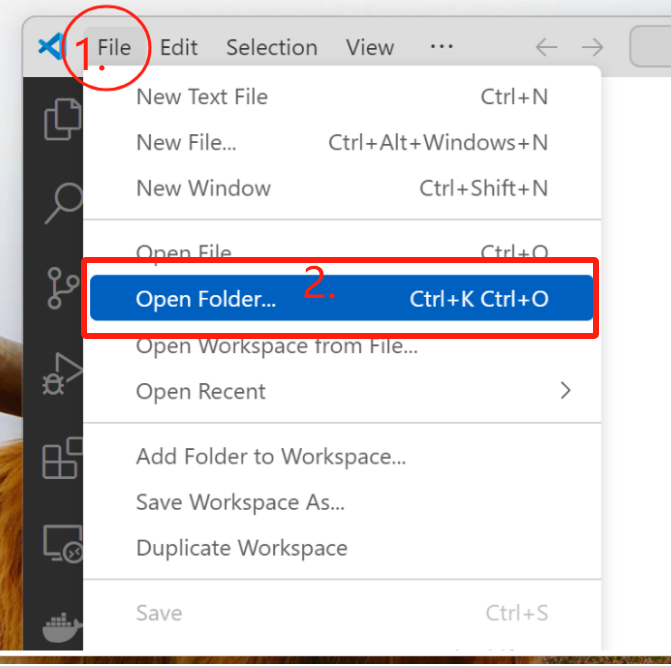 1.
File Edit Selection View ...
New Text File Ctrl+N
New File... Ctrl+Alt+Windows+N
New Window Ctrl+Shift+N
Open File Ctrl+O
2.
Open Folder... Ctrl+K Ctrl+O
Open Workspace from File...
Open Recent
Add Folder to Workspace...
Save Workspace As...
Duplicate Workspace
Save Ctrl+S